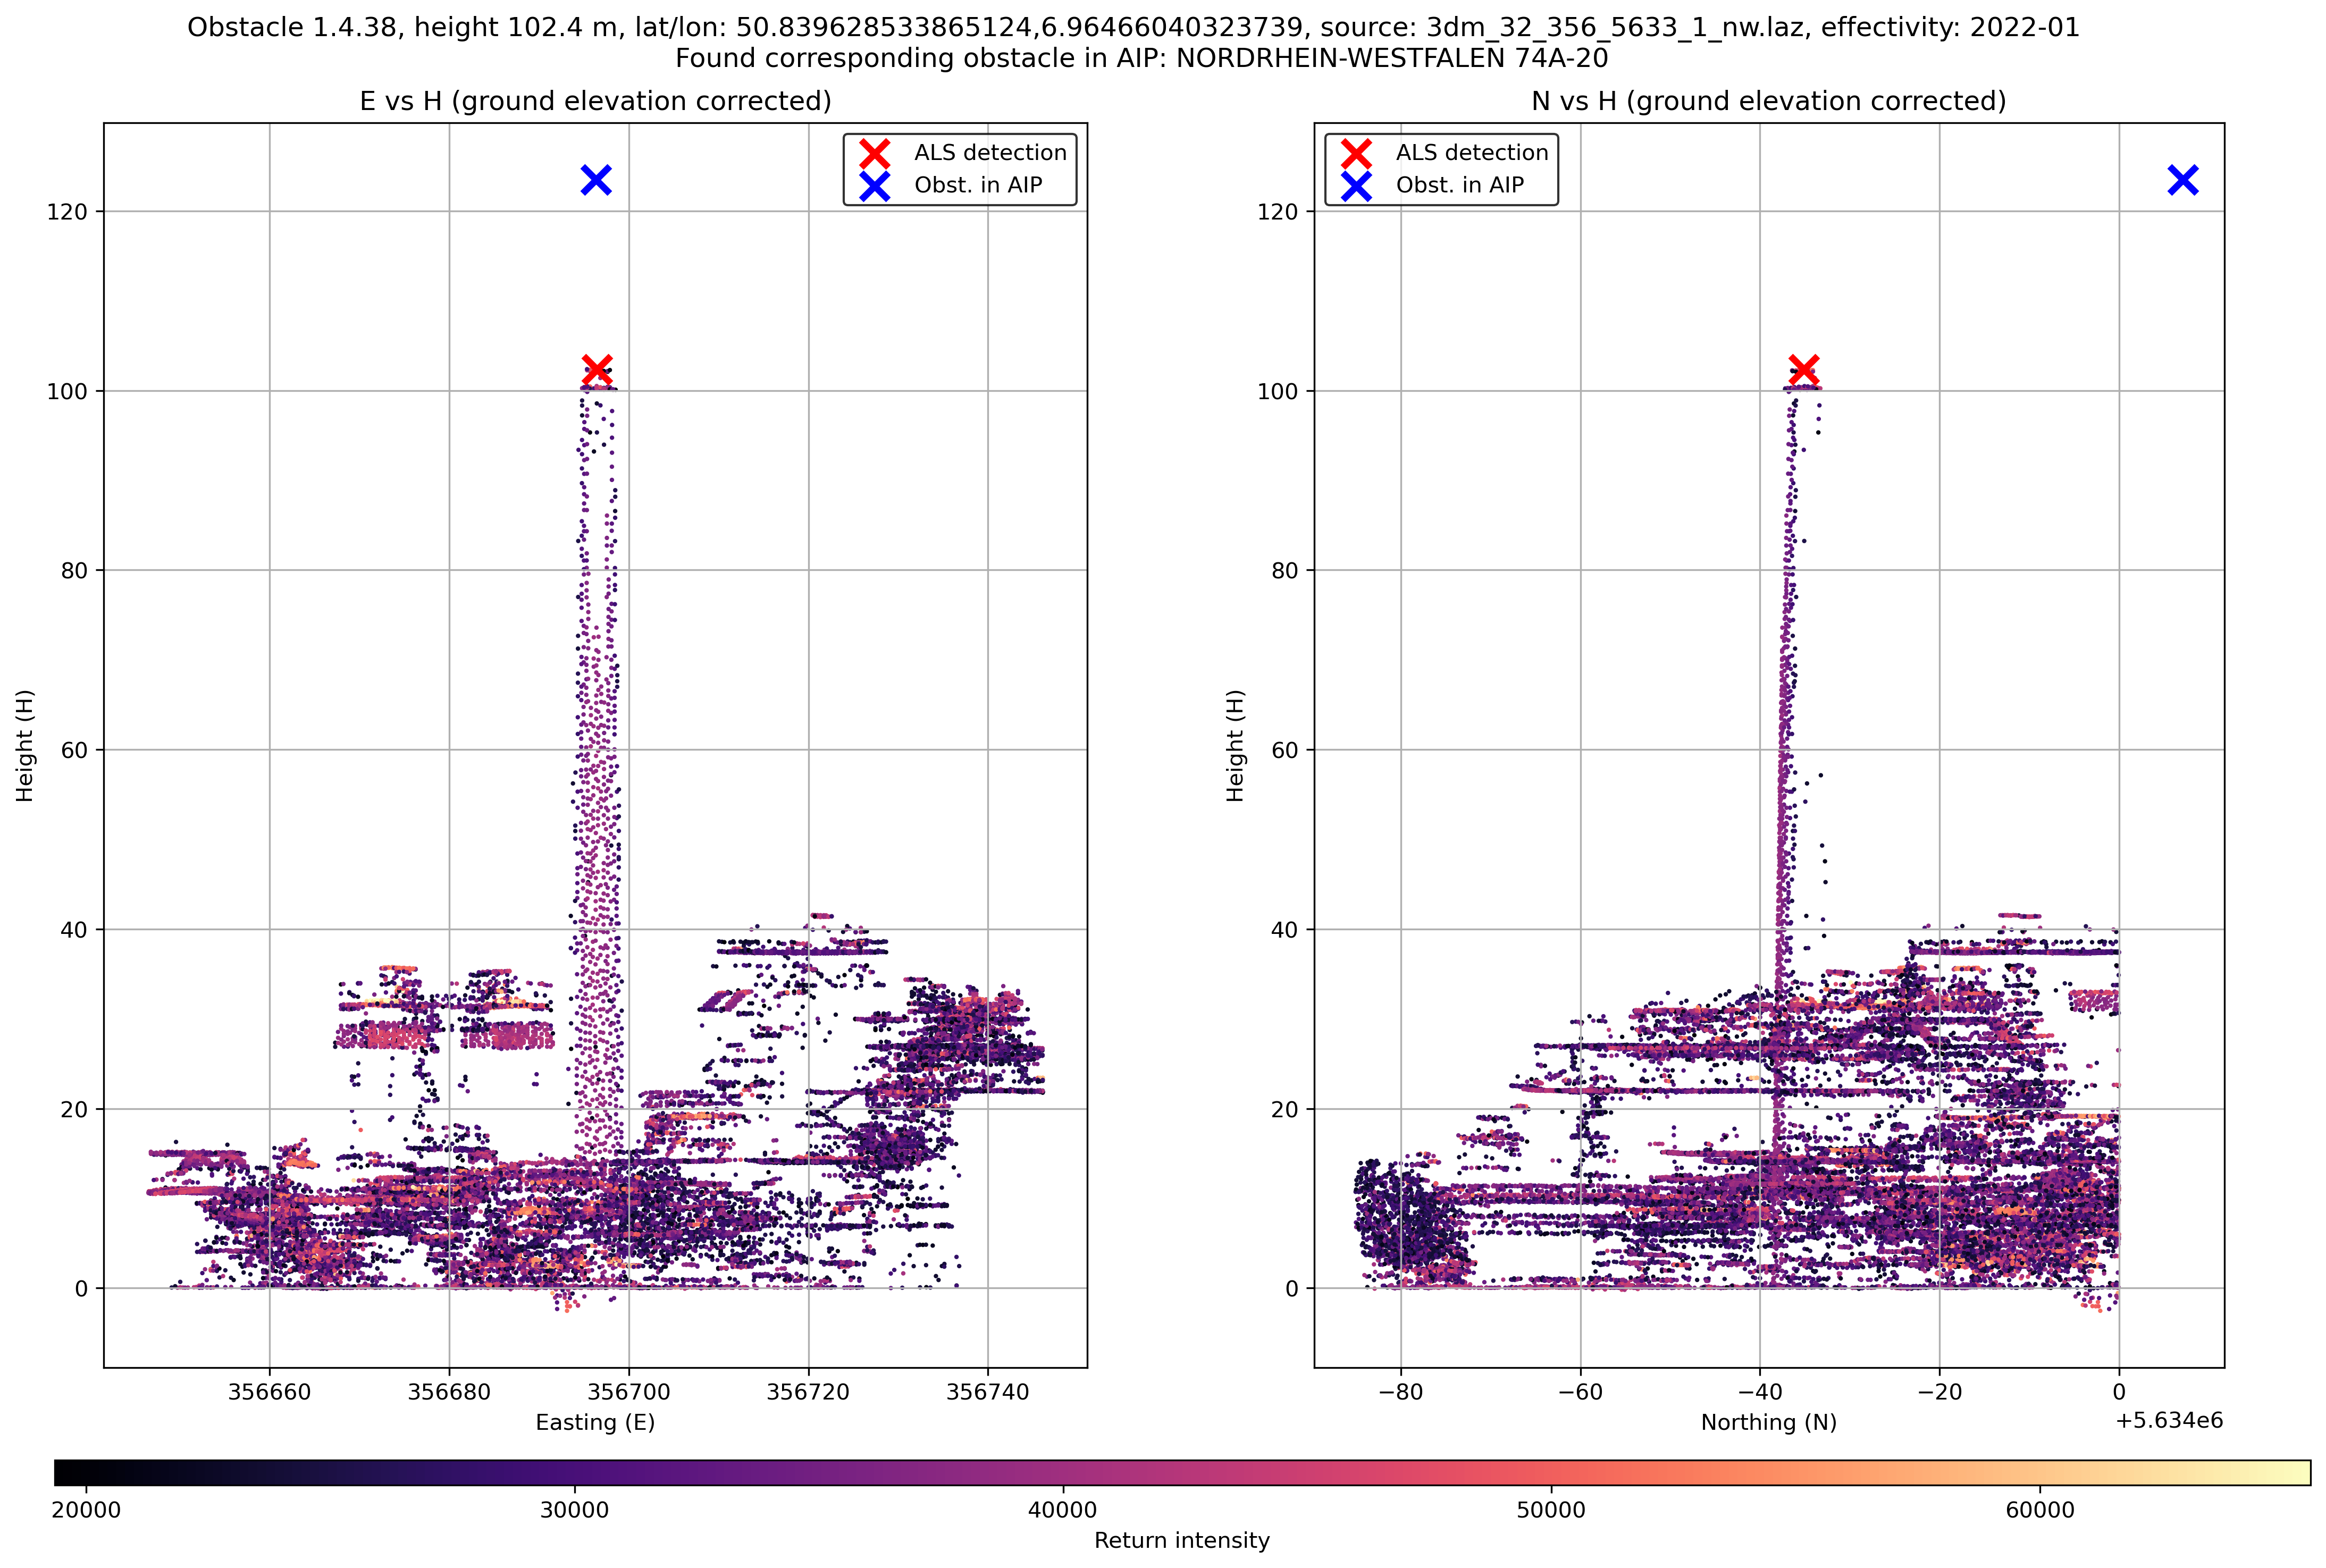 Obstacle 1.4.38, height 102.4 m, lat/lon: 50.839628533865124,6.96466040323739, source: 3dm_32_356_5633_1_nw.laz, effectivity: 2022-01
Found corresponding obstacle in AIP: NORDRHEIN-WESTFALEN 74A-20
E vs H (ground elevation corrected)
ALS detection
Obst. in AIP
120
100
80
60
40
20
0
Height (H)
356660 356680 356700 356720 356740
Easting (E)
N vs H (ground elevation corrected)
ALS detection
Obst. in AIP
120
100
80
60
40
20
0
Height (H)
−80 −60 −40 −20 0
+5.634e6
Northing (N)
20000 30000 40000 50000 60000
Return intensity